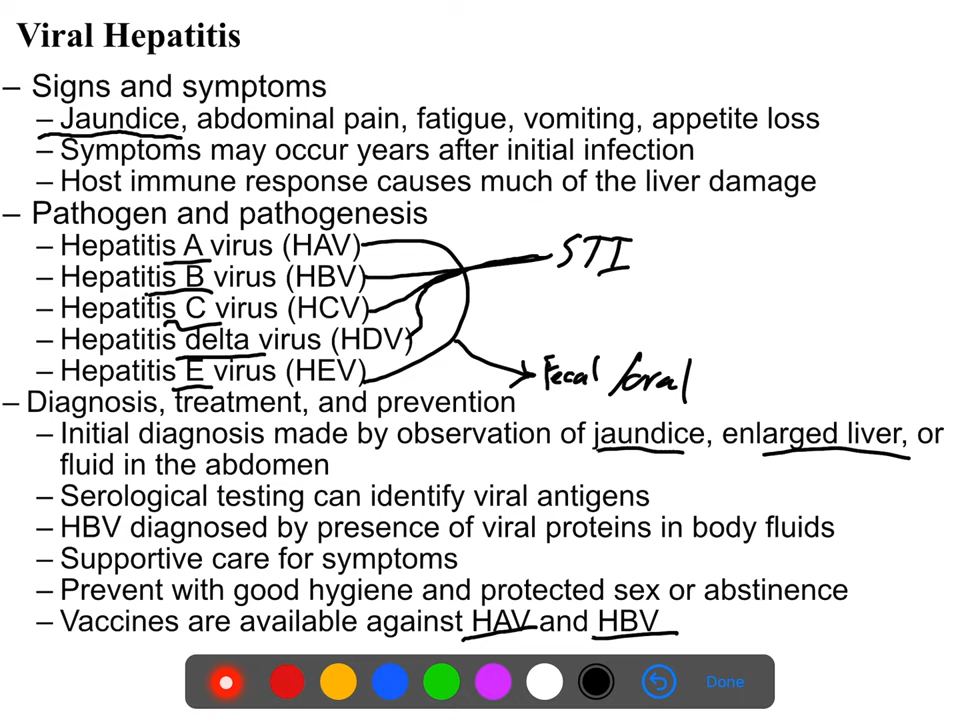 Viral Hepatitis
– Signs and symptoms
– Jaundice, abdominal pain, fatigue, vomiting, appetite loss
– Symptoms may occur years after initial infection
– Host immune response causes much of the liver damage
– Pathogen and pathogenesis
– Hepatitis A virus (HAV)
– Hepatitis B virus (HBV)
STI
– Hepatitis C virus (HCV)
– Hepatitis delta virus (HDV)
– Hepatitis E virus (HEV)
Fecal /oral
– Diagnosis, treatment, and prevention
– Initial diagnosis made by observation of jaundice, enlarged liver, or
fluid in the abdomen
– Serological testing can identify viral antigens
– HBV diagnosed by presence of viral proteins in body fluids
– Supportive care for symptoms
– Prevent with good hygiene and protected sex or abstinence
– Vaccines are available against HAV and HBV
Done